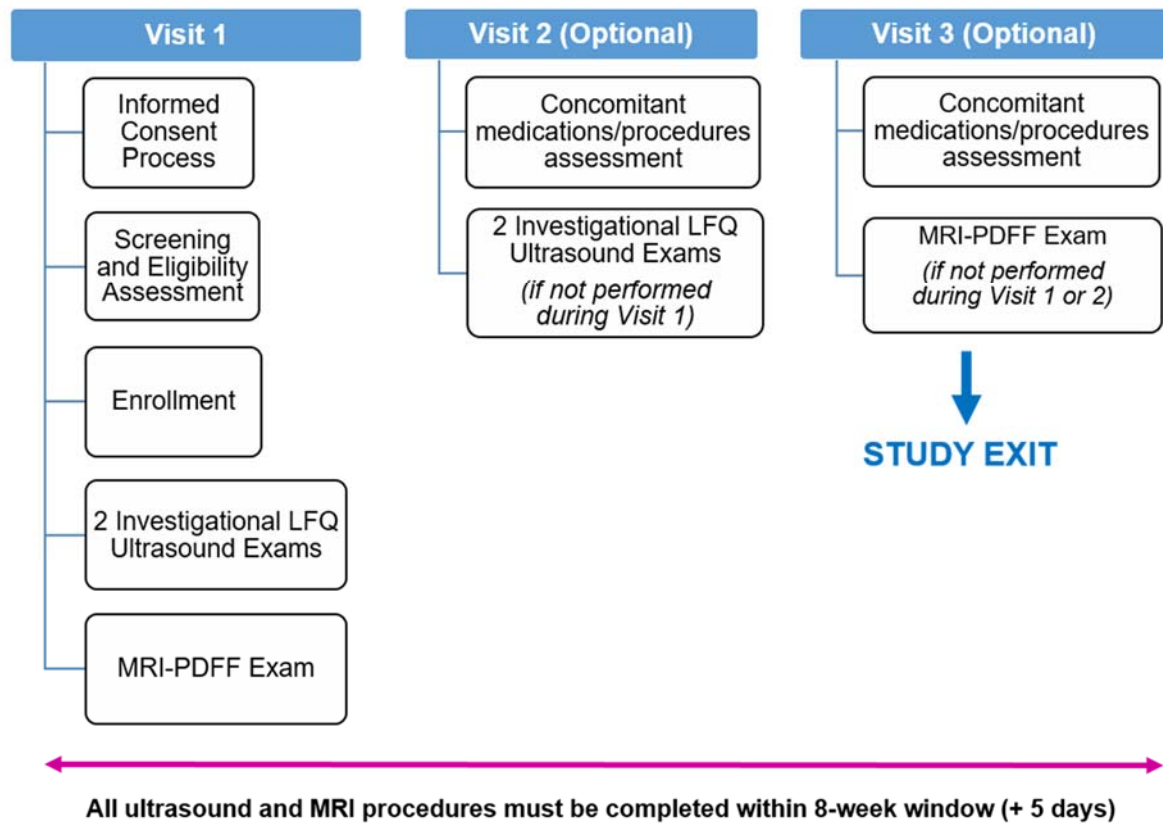 Visit 1
Informed
Consent
Process
Screening
and Eligibility
Assessment
Enrollment
2 Investigational LFQ
Ultrasound Exams
MRI-PDFF Exam
Visit 2 (Optional)
Concomitant
medications/procedures
assessment
2 Investigational LFQ
Ultrasound Exams
(if not performed
during Visit 1)
Visit 3 (Optional)
Concomitant
medications/procedures
assessment
MRI-PDFF Exam
(if not performed
during Visit 1 or 2)
STUDY EXIT
All ultrasound and MRI procedures must be completed within 8-week window (+ 5 days)